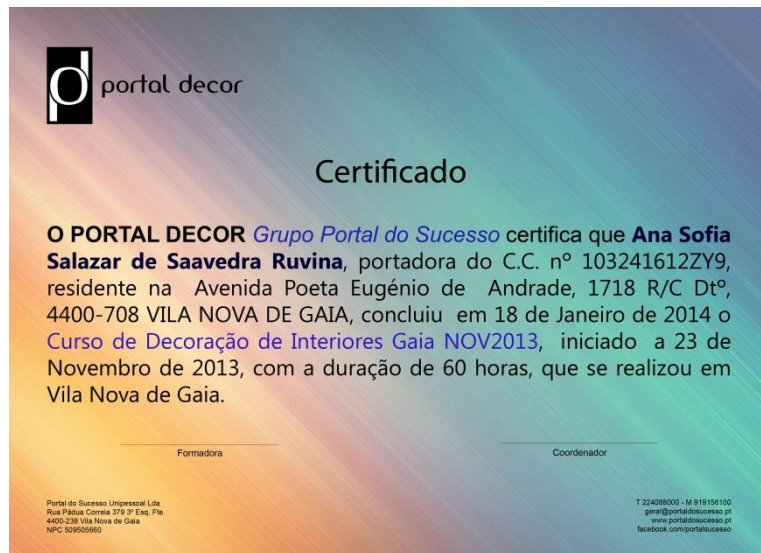 portal decor
Certificado
O PORTAL DECOR Grupo Portal do Sucesso certifica que Ana Sofia
Salazar de Saavedra Ruvina, portadora do C.C. nº 103241612ZY9,
residente na Avenida Poeta Eugénio de Andrade, 1718 R/C Dtº,
4400-708 VILA NOVA DE GAIA, concluiu em 18 de Janeiro de 2014 o
Curso de Decoração de Interiores Gaia NOV2013, iniciado a 23 de
Novembro de 2013, com a duração de 60 horas, que se realizou em
Vila Nova de Gaia.
Formadora
Coordenador
Portal do Sucesso Unipessoal Lda
Rua Pádua Correia 379 3º Esq. Fte.
4400-238 Vila Nova de Gaia
NPC 509505660
T 224088000 - M 919156100
geral@portaldosucesso.pt
www.portaldosucesso.pt
facebook.com/portalsucesso